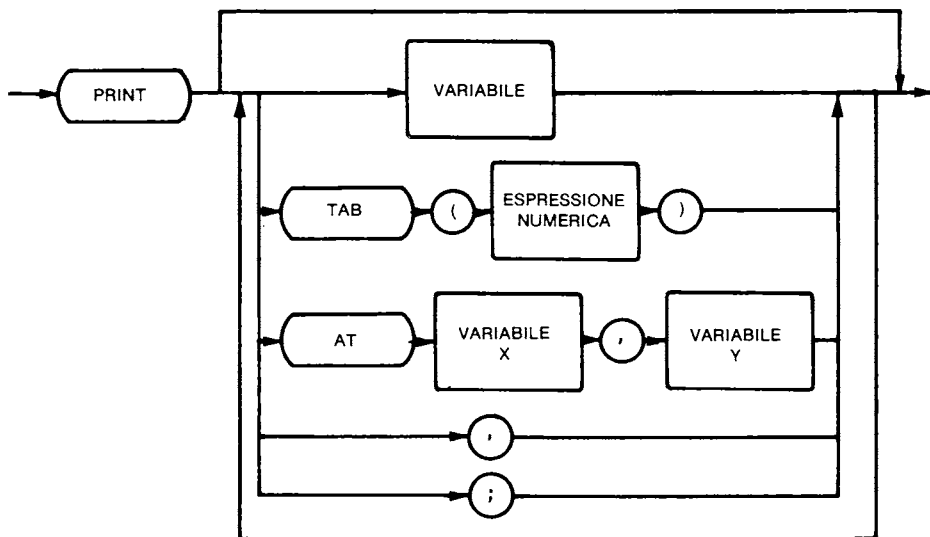 PRINT
VARIABILE
TAB
(
ESPRESSIONE
NUMERICA
)
AT
VARIABILE
X
,
VARIABILE
Y
,
;